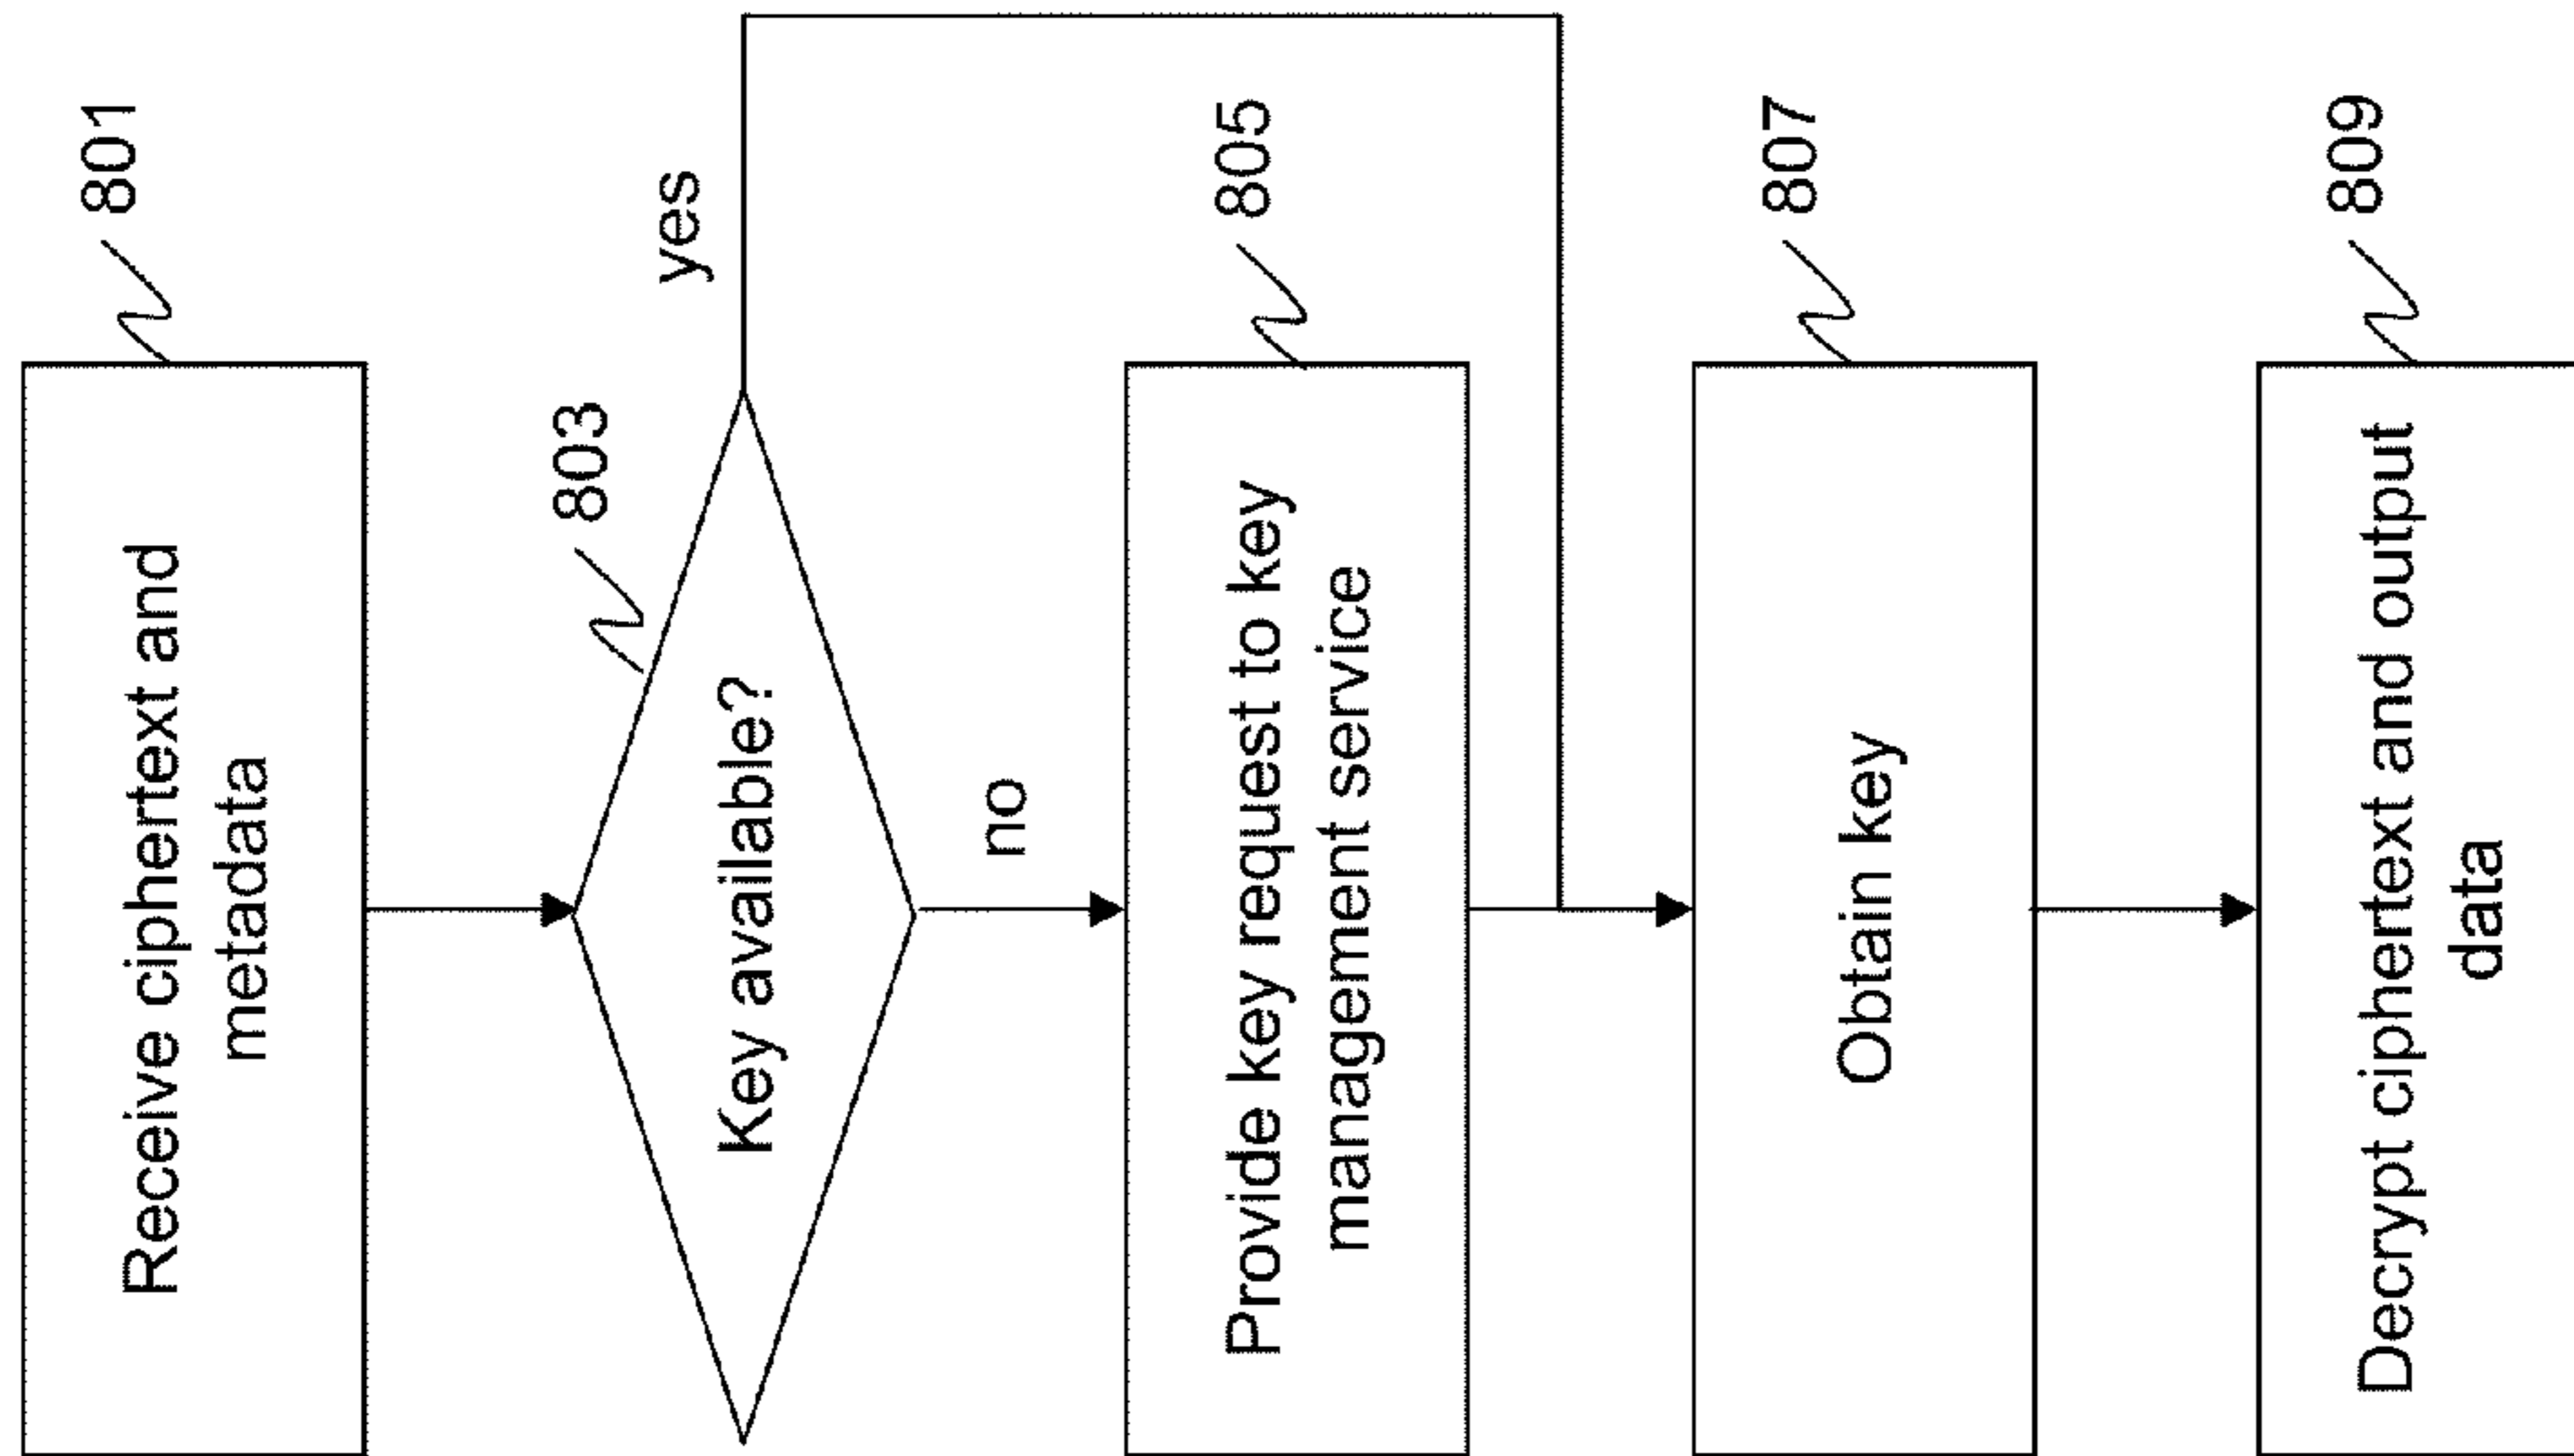 801
Receive ciphertext and
metadata
803
Key available?
yes
no
805
Provide key request to key
management service
807
Obtain key
809
Decrypt ciphertext and output
data